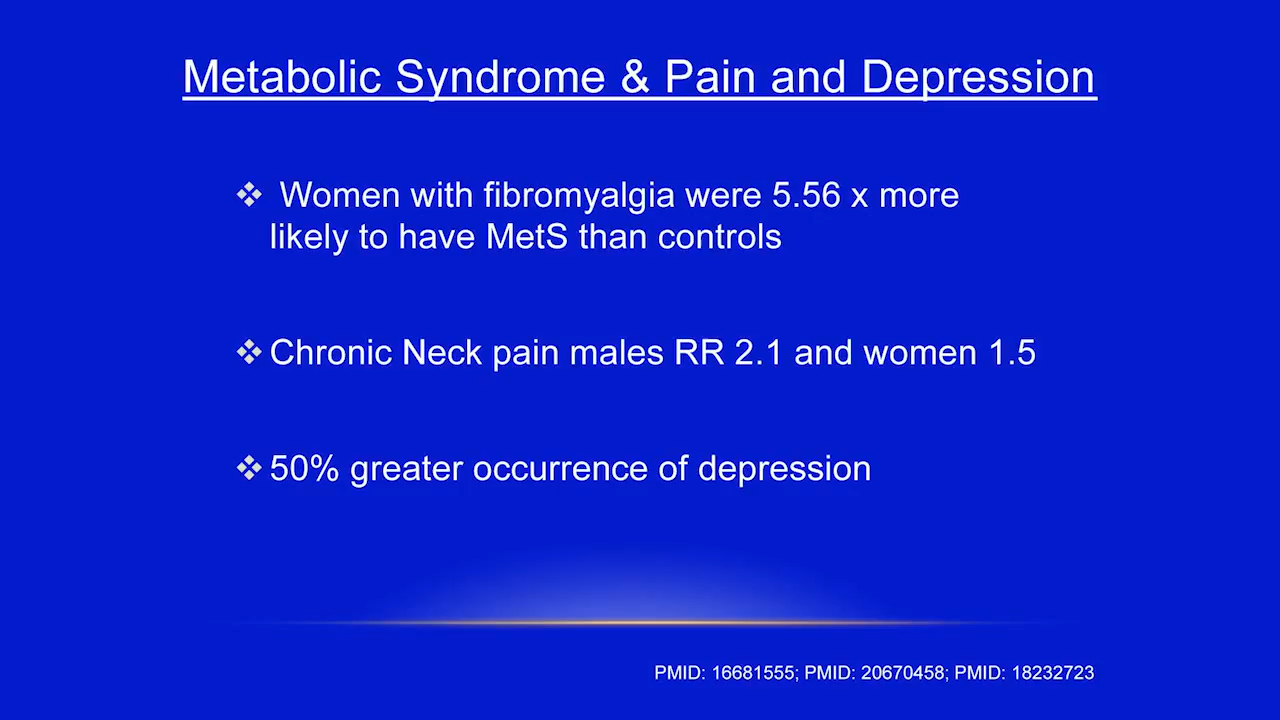 Metabolic Syndrome & Pain and Depression
❖ Women with fibromyalgia were 5.56 x more
likely to have MetS than controls
❖ Chronic Neck pain males RR 2.1 and women 1.5
❖ 50% greater occurrence of depression
PMID: 16681555; PMID: 20670458; PMID: 18232723